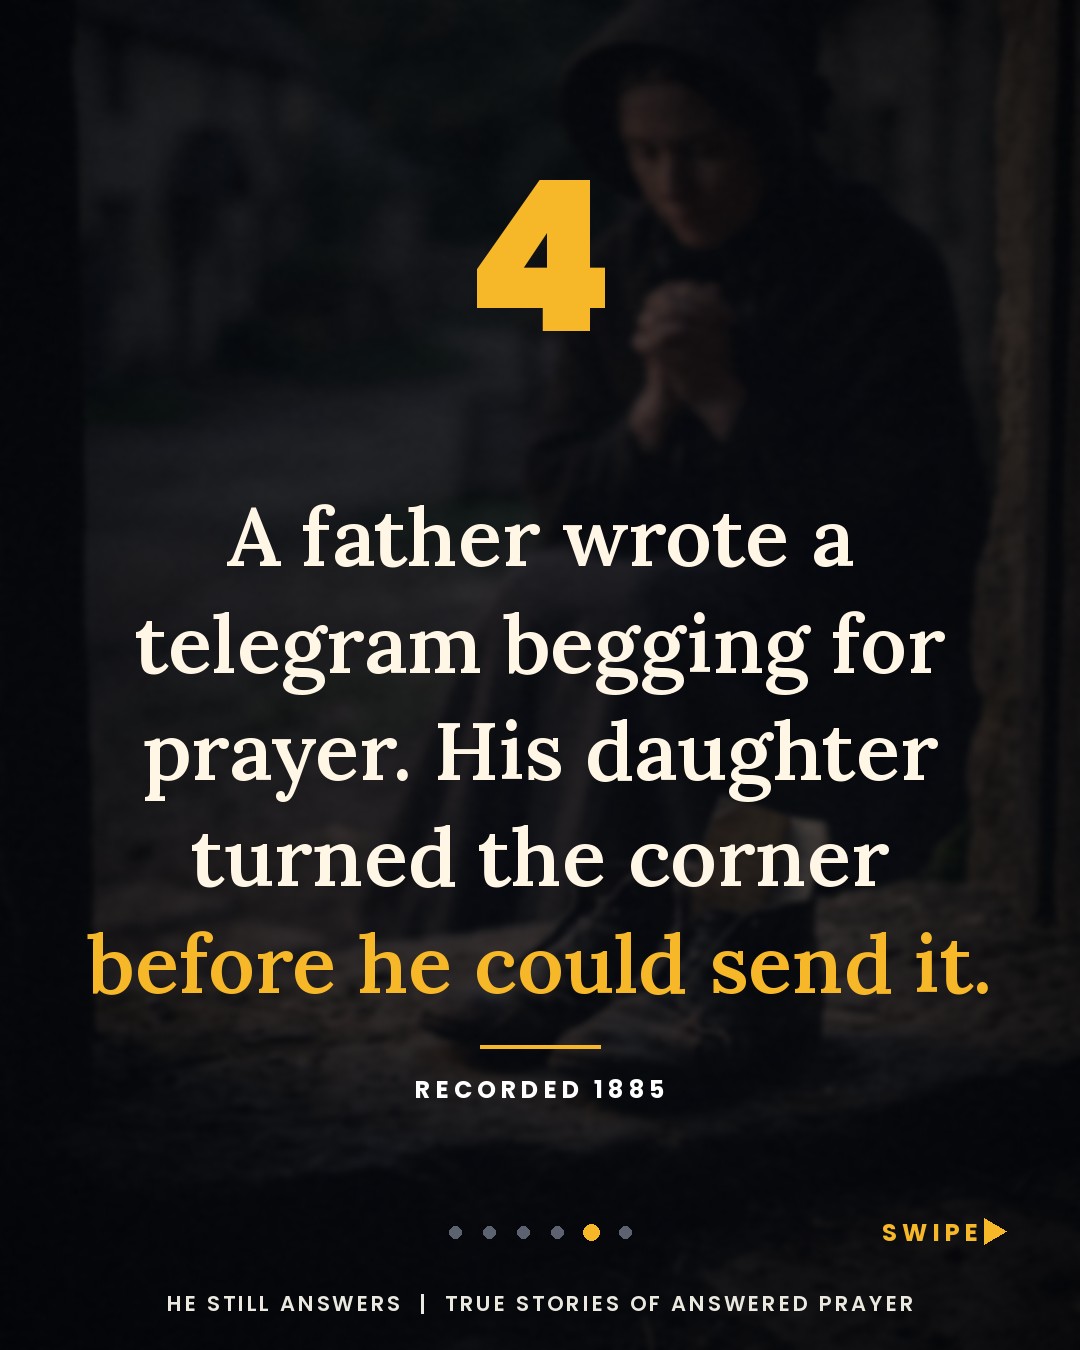 4
A father wrote a
telegram begging for
prayer. His daughter
turned the corner
before he could send it.
RECORDED 1885
SWIPE
HE STILL ANSWERS | TRUE STORIES OF ANSWERED PRAYER